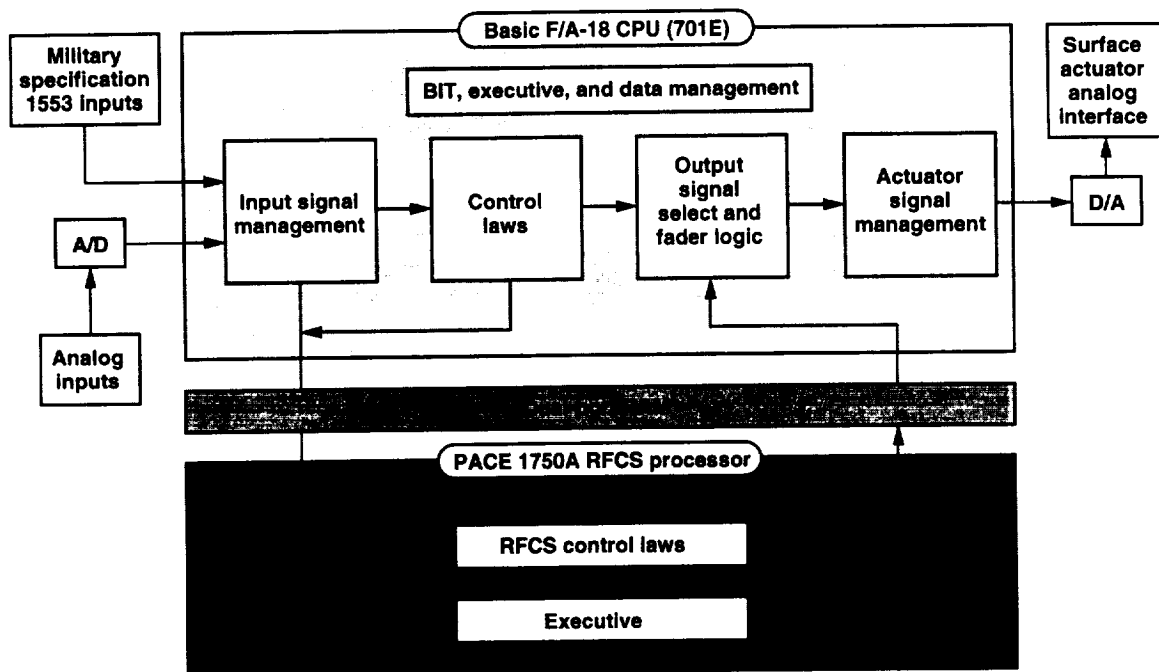 Basic F/A-18 CPU (701E)
Military
specification
1553 inputs
BIT, executive, and data management
Surface
actuator
analog
interface
Input signal
management
Control
laws
Output
signal
select and
fader logic
Actuator
signal
management
D/A
A/D
Analog
inputs
PACE 1750A RFCS processor
RFCS control laws
Executive